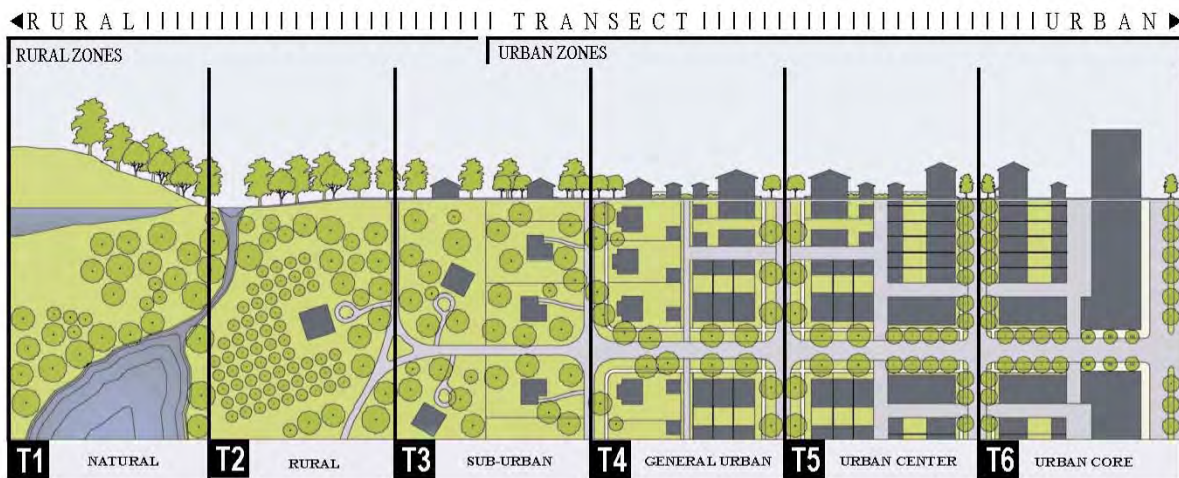 RURAL TRANSECT URBAN
RURAL ZONES URBAN ZONES
T1 NATURAL T2 RURAL T3 SUB-URBAN T4 GENERAL URBAN T5 URBAN CENTER T6 URBAN CORE